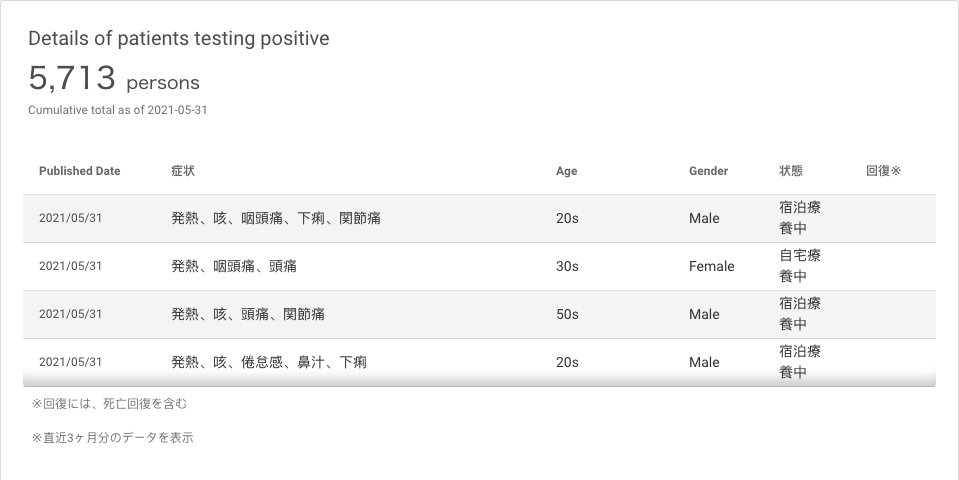 Details of patients testing positive
5,713 persons
Cumulative total as of 2021-05-31
Published Date 症状 Age Gender 状態 回復※
2021/05/31 発熱、咳、咽頭痛、下痢、関節痛 20s Male 宿泊療
養中
2021/05/31 発熱、咽頭痛、頭痛 30s Female 自宅療
養中
2021/05/31 発熱、咳、頭痛、関節痛 50s Male 宿泊療
養中
2021/05/31 発熱、咳、倦怠感、鼻汁、下痢 20s Male 宿泊療
養中
※回復には、死亡回復を含む
※直近3ヶ月分のデータを表示